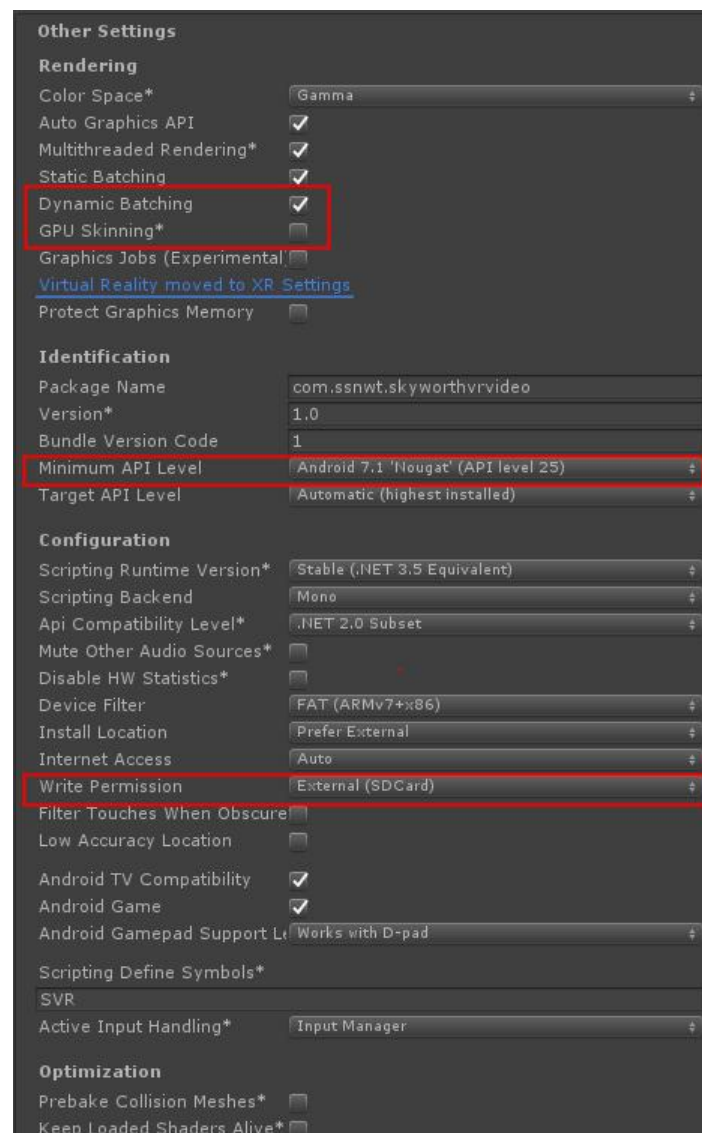 Other Settings
Rendering
Color Space* Gamma
Auto Graphics API
Multithreaded Rendering*
Static Batching
Dynamic Batching
GPU Skinning*
Graphics Jobs (Experimental)
Virtual Reality moved to XR Settings
Protect Graphics Memory
Identification
Package Name com.ssnwt.skyworthvrvideo
Version* 1.0
Bundle Version Code 1
Minimum API Level Android 7.1 'Nougat' (API level 25)
Target API Level Automatic (highest installed)
Configuration
Scripting Runtime Version* Stable (.NET 3.5 Equivalent)
Scripting Backend Mono
Api Compatibility Level* .NET 2.0 Subset
Mute Other Audio Sources*
Disable HW Statistics*
Device Filter FAT (ARMv7+x86)
Install Location Prefer External
Internet Access Auto
Write Permission External (SDCard)
Filter Touches When Obscure
Low Accuracy Location
Android TV Compatibility
Android Game
Android Gamepad Support Le Works with D-pad
Scripting Define Symbols*
SVR
Active Input Handling* Input Manager
Optimization
Prebake Collision Meshes*
Keep Loaded Shaders Alive*